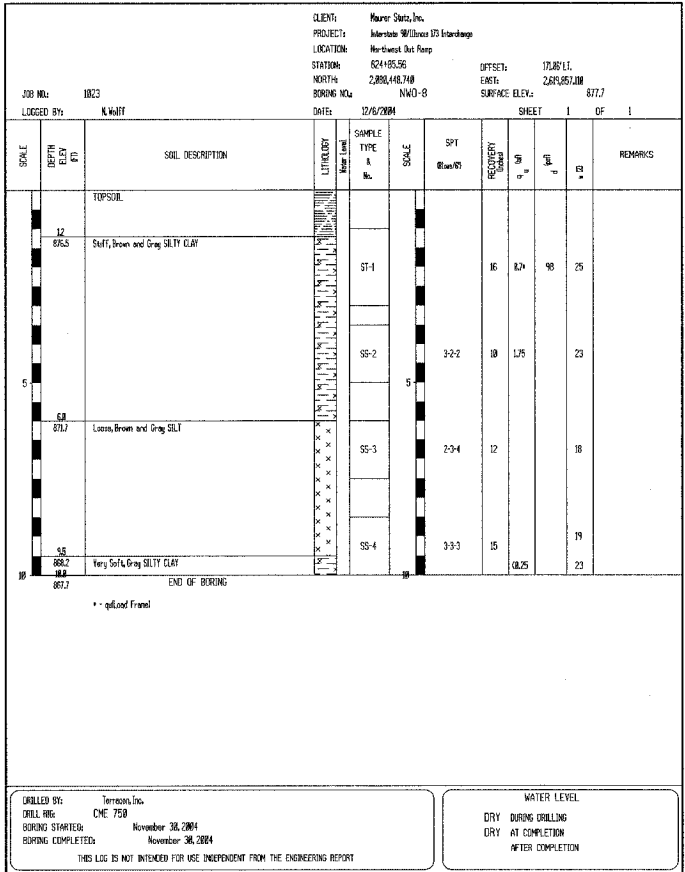 CLIENT: Maurer Stutz, Inc.
PROJECT: Interstate 90/Illinois 173 Interchange
LOCATION: Northwest Out Ramp
STATION: 624+85.56 OFFSET: 171.86' LT.
NORTH: 2,080,448.740 EAST: 2,619,857.110
JOB NO.: 1023 BORING NO.: NWO-8 SURFACE ELEV.: 877.7
LOGGED BY: N. Wolff DATE: 12/6/2004 SHEET 1 OF 1
SCALE DEPTH ELEV (FT) SOIL DESCRIPTION LITHOLOGY Water Level SAMPLE TYPE & No. SCALE SPT (Blows/6") RECOVERY (Inches) q u (tsf) d (pcf) w (%) REMARKS
TOPSOIL
1.2
876.5 Stiff, Brown and Gray SILTY CLAY
ST-1 16 0.7* 90 25
SS-2 3-2-2 10 1.75 23
5 5
6.0
871.7 Loose, Brown and Gray SILT
SS-3 2-3-4 12 18
19
SS-4 3-3-3 15
9.5
868.2 Very Soft, Gray SILTY CLAY <0.25 23
10 10.0 10
867.7 END OF BORING
* - qu(Load Frame)
DRILLED BY: Terracon, Inc.
DRILL RIG: CME 750
BORING STARTED: November 30, 2004
BORING COMPLETED: November 30, 2004
THIS LOG IS NOT INTENDED FOR USE INDEPENDENT FROM THE ENGINEERING REPORT
WATER LEVEL
DRY DURING DRILLING
DRY AT COMPLETION
AFTER COMPLETION